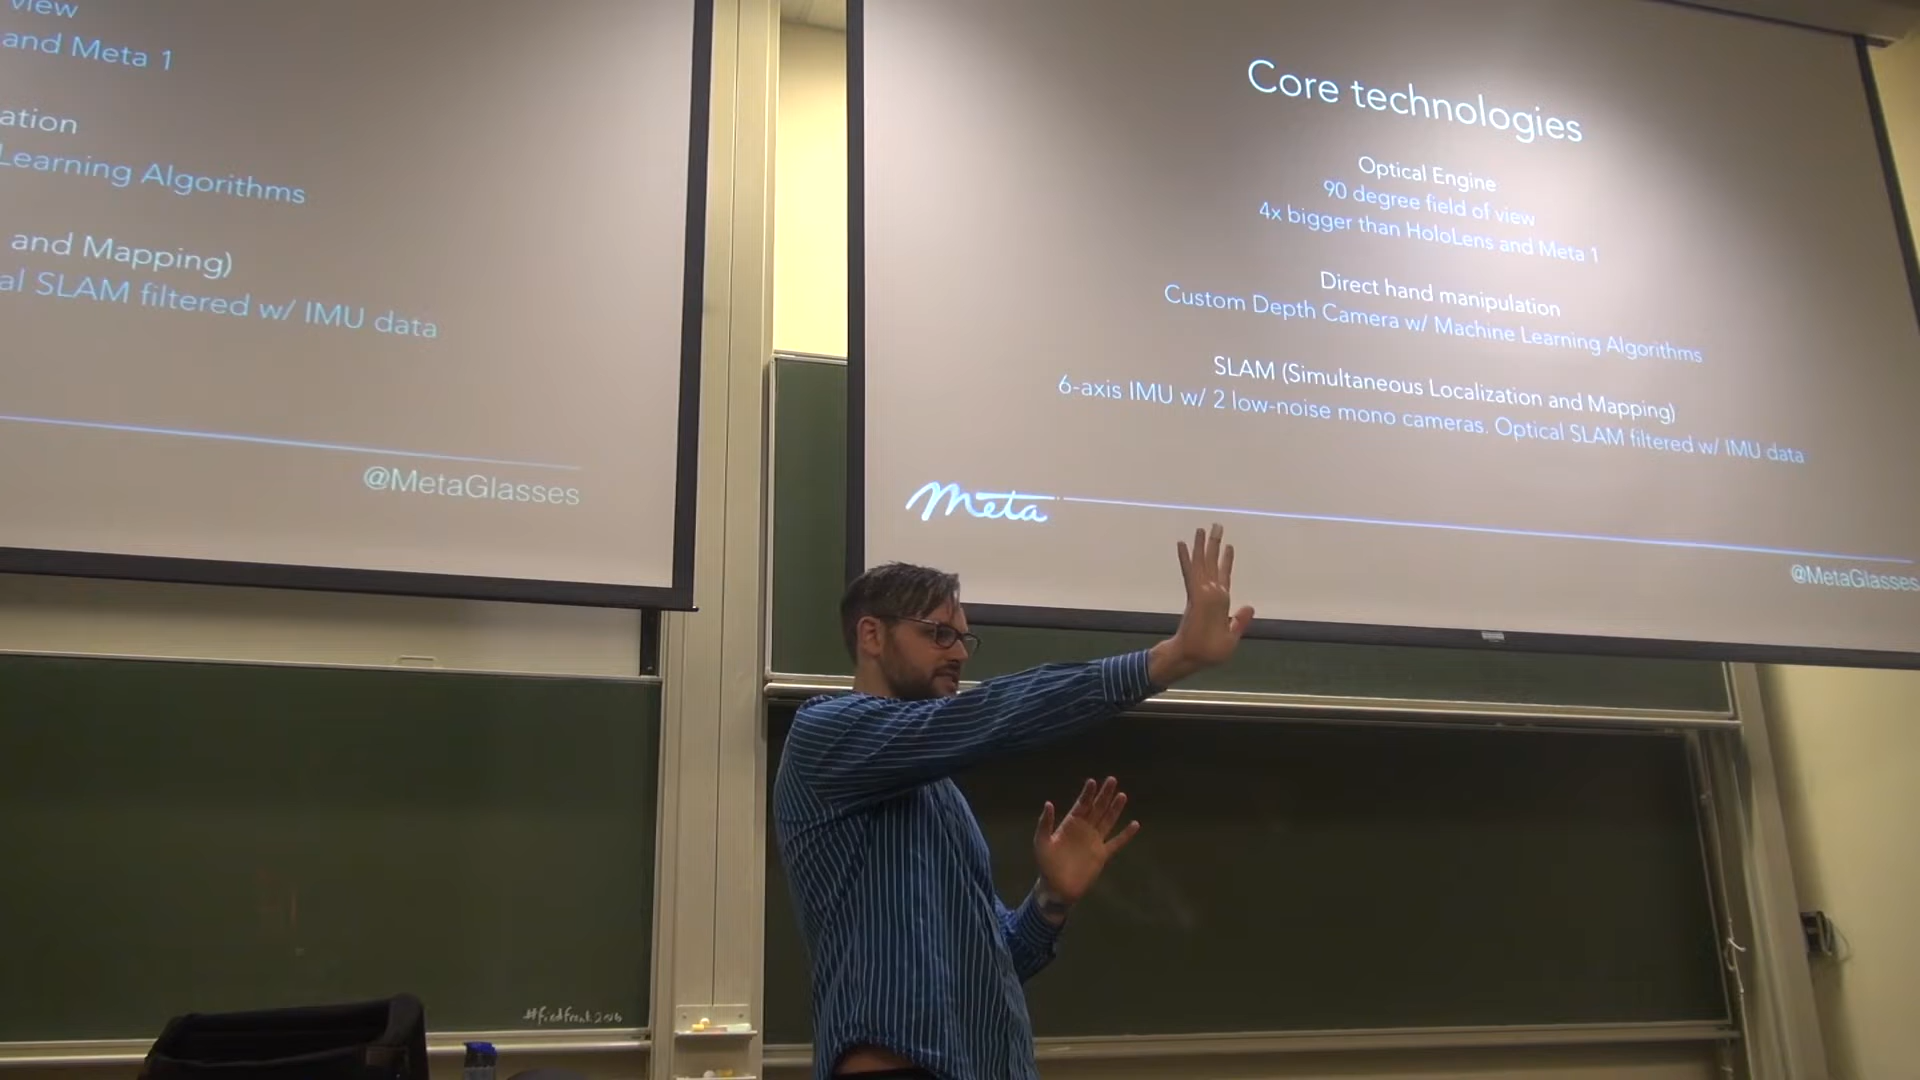 view
and Meta 1
ation
Learning Algorithms
and Mapping)
al SLAM filtered w/ IMU data
@MetaGlasses
Core technologies
Optical Engine
90 degree field of view
4x bigger than HoloLens and Meta 1
Direct hand manipulation
Custom Depth Camera w/ Machine Learning Algorithms
SLAM (Simultaneous Localization and Mapping)
6-axis IMU w/ 2 low-noise mono cameras. Optical SLAM filtered w/ IMU data
Meta
@MetaGlasses